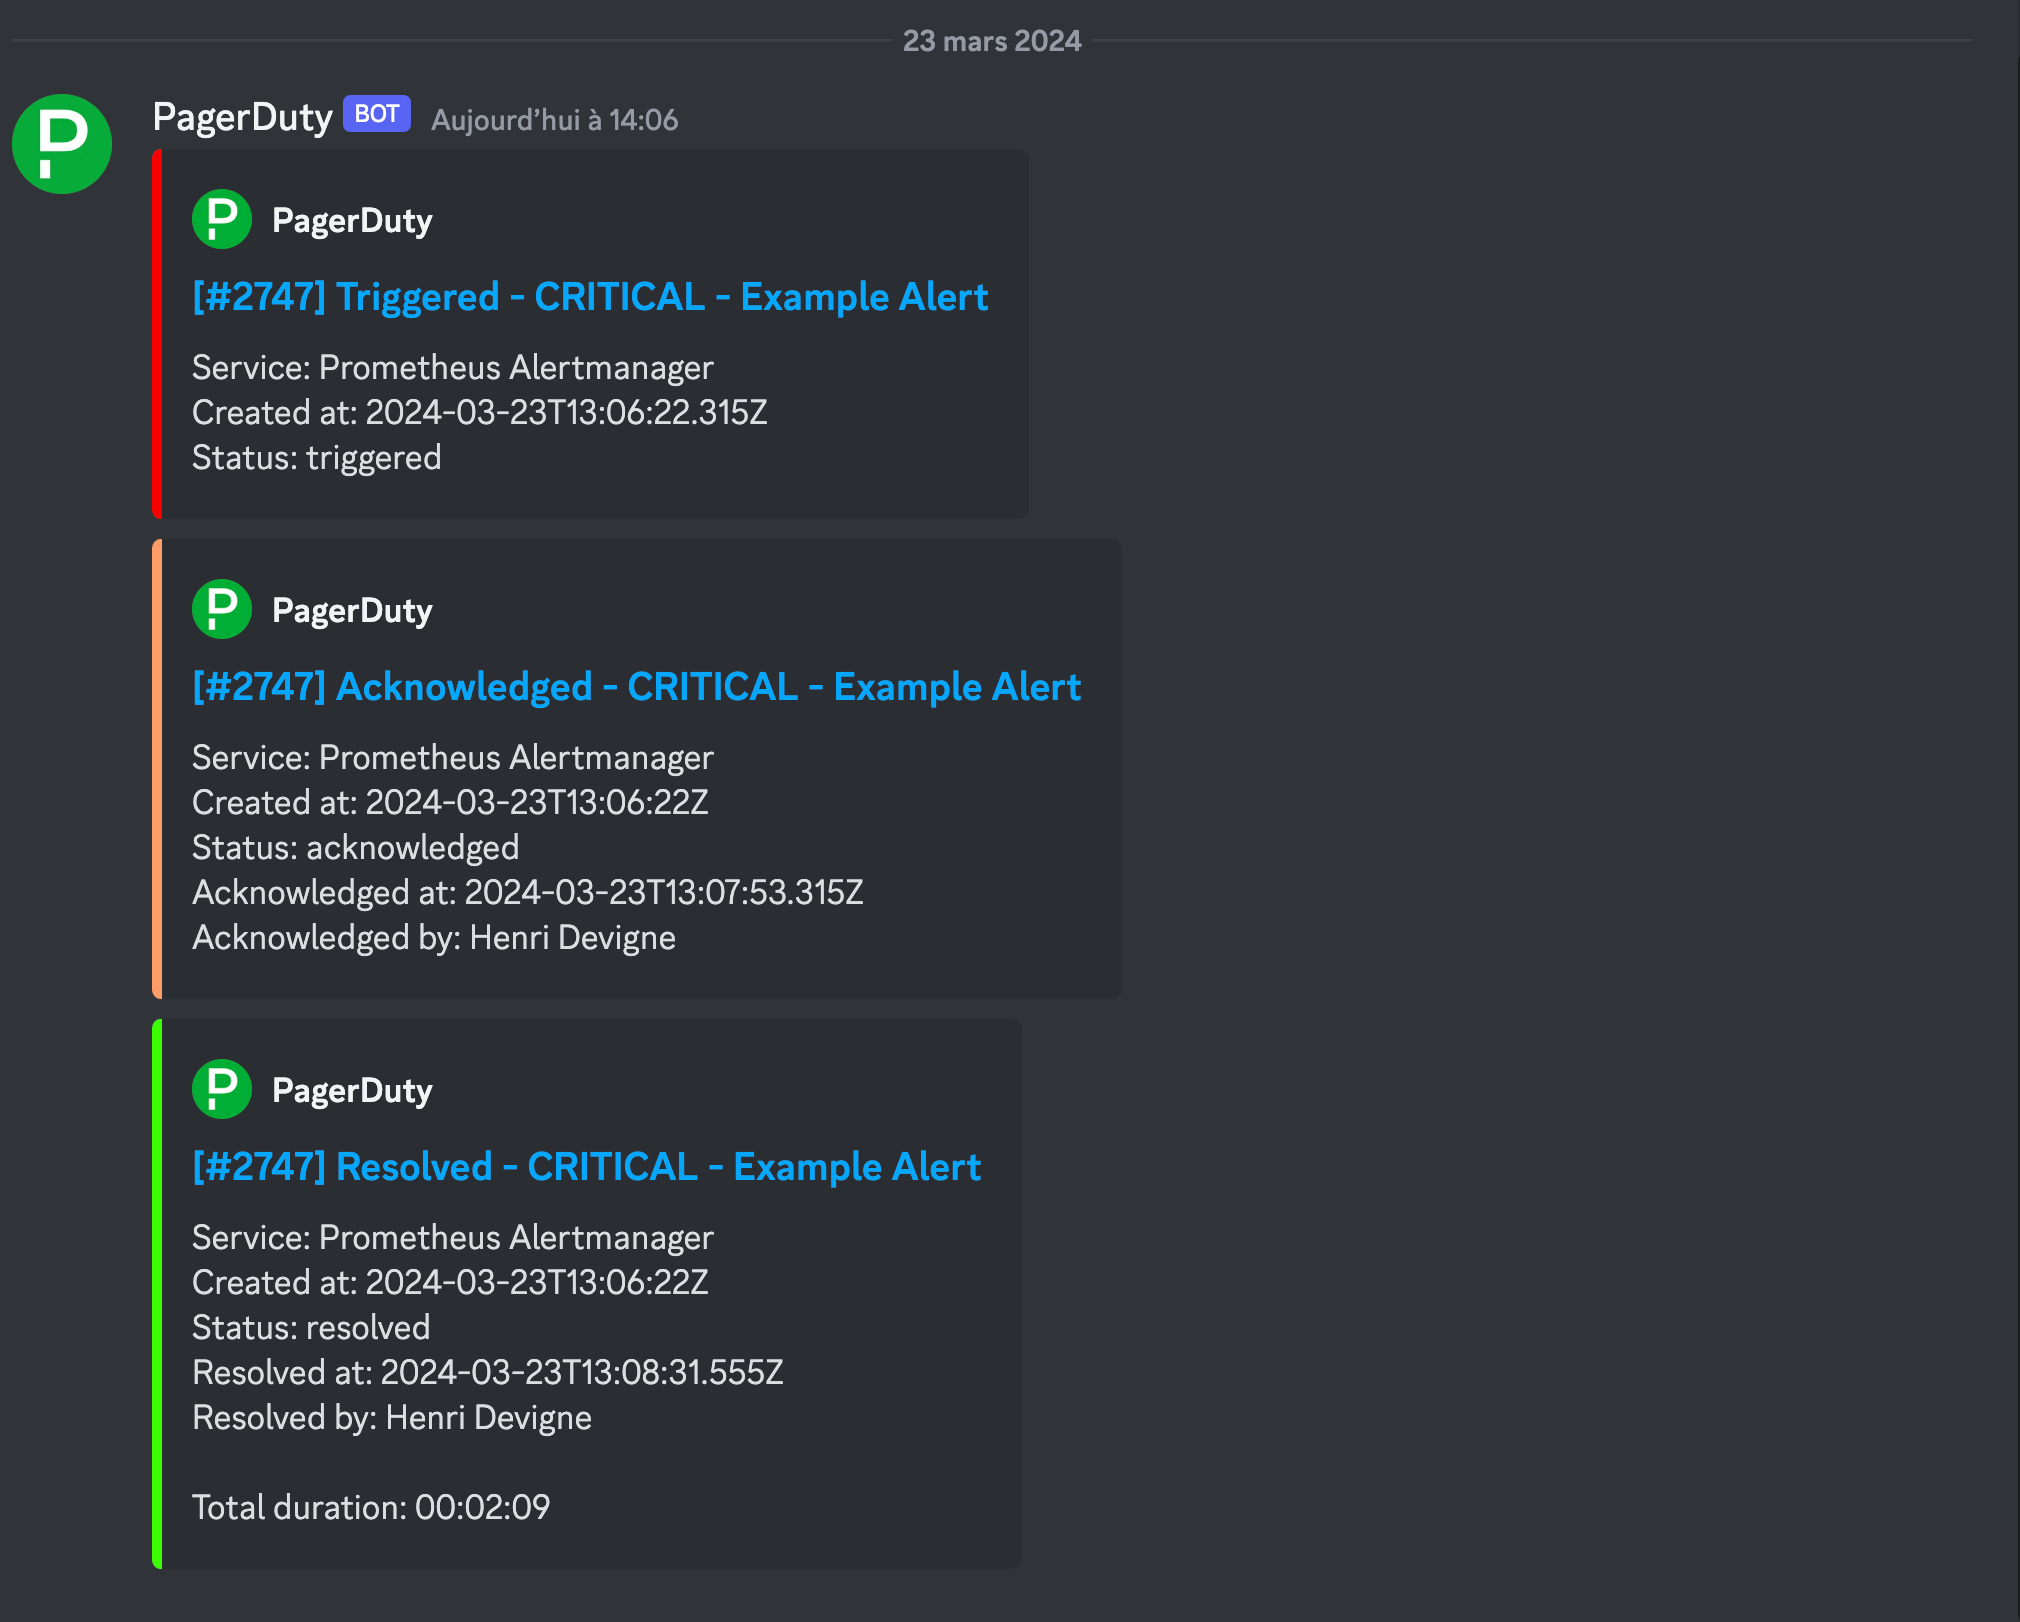 23 mars 2024
PagerDuty BOT Aujourd’hui à 14:06
PagerDuty
[#2747] Triggered - CRITICAL - Example Alert
Service: Prometheus Alertmanager
Created at: 2024-03-23T13:06:22.315Z
Status: triggered
PagerDuty
[#2747] Acknowledged - CRITICAL - Example Alert
Service: Prometheus Alertmanager
Created at: 2024-03-23T13:06:22Z
Status: acknowledged
Acknowledged at: 2024-03-23T13:07:53.315Z
Acknowledged by: Henri Devigne
PagerDuty
[#2747] Resolved - CRITICAL - Example Alert
Service: Prometheus Alertmanager
Created at: 2024-03-23T13:06:22Z
Status: resolved
Resolved at: 2024-03-23T13:08:31.555Z
Resolved by: Henri Devigne
Total duration: 00:02:09